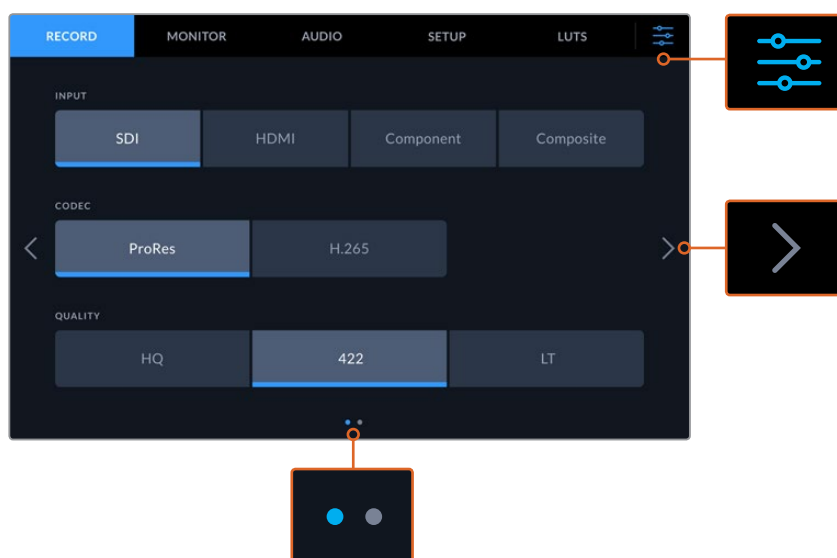 RECORD MONITOR AUDIO SETUP LUTS
INPUT
SDI HDMI Component Composite
CODEC
ProRes H.265
QUALITY
HQ 422 LT